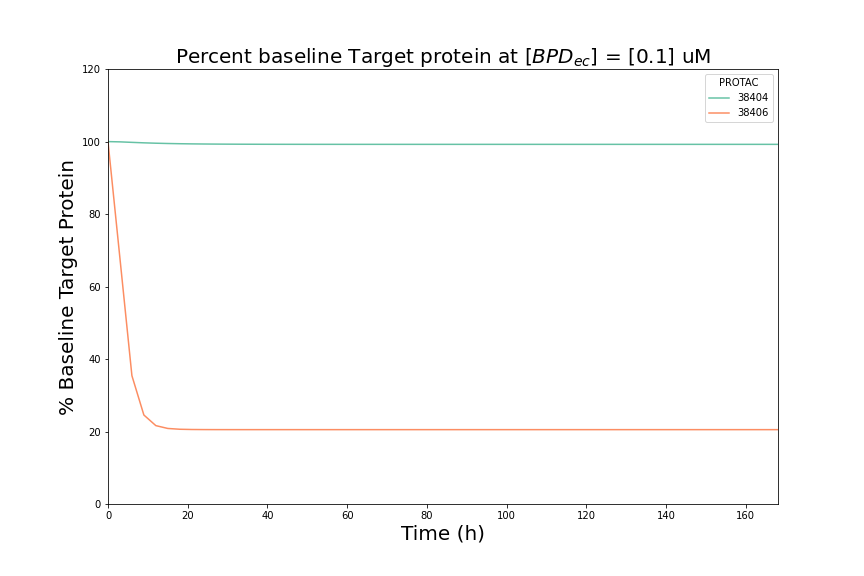 Percent baseline Target protein at [BPD_ec] = [0.1] uM
PROTAC
38404
38406
% Baseline Target Protein
120
100
80
60
40
20
0
0 20 40 60 80 100 120 140 160
Time (h)